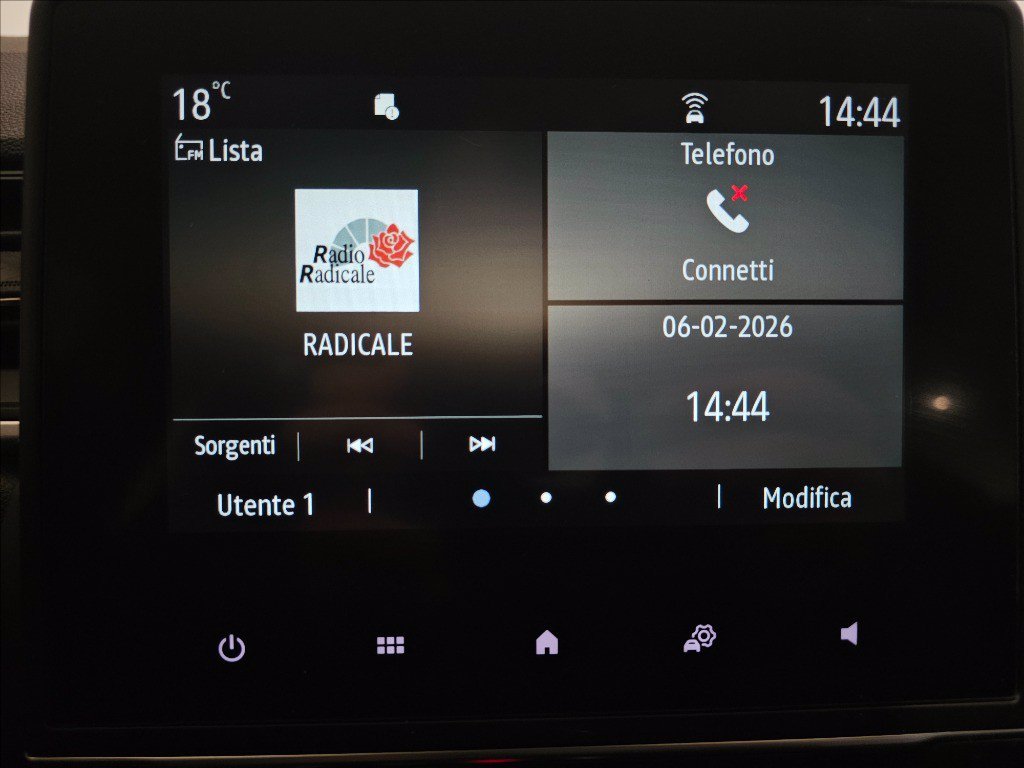 18°C
14:44
FM Lista
Radio
Radicale
RADICALE
Sorgenti
Telefono
Connetti
06-02-2026
14:44
Utente 1
Modifica